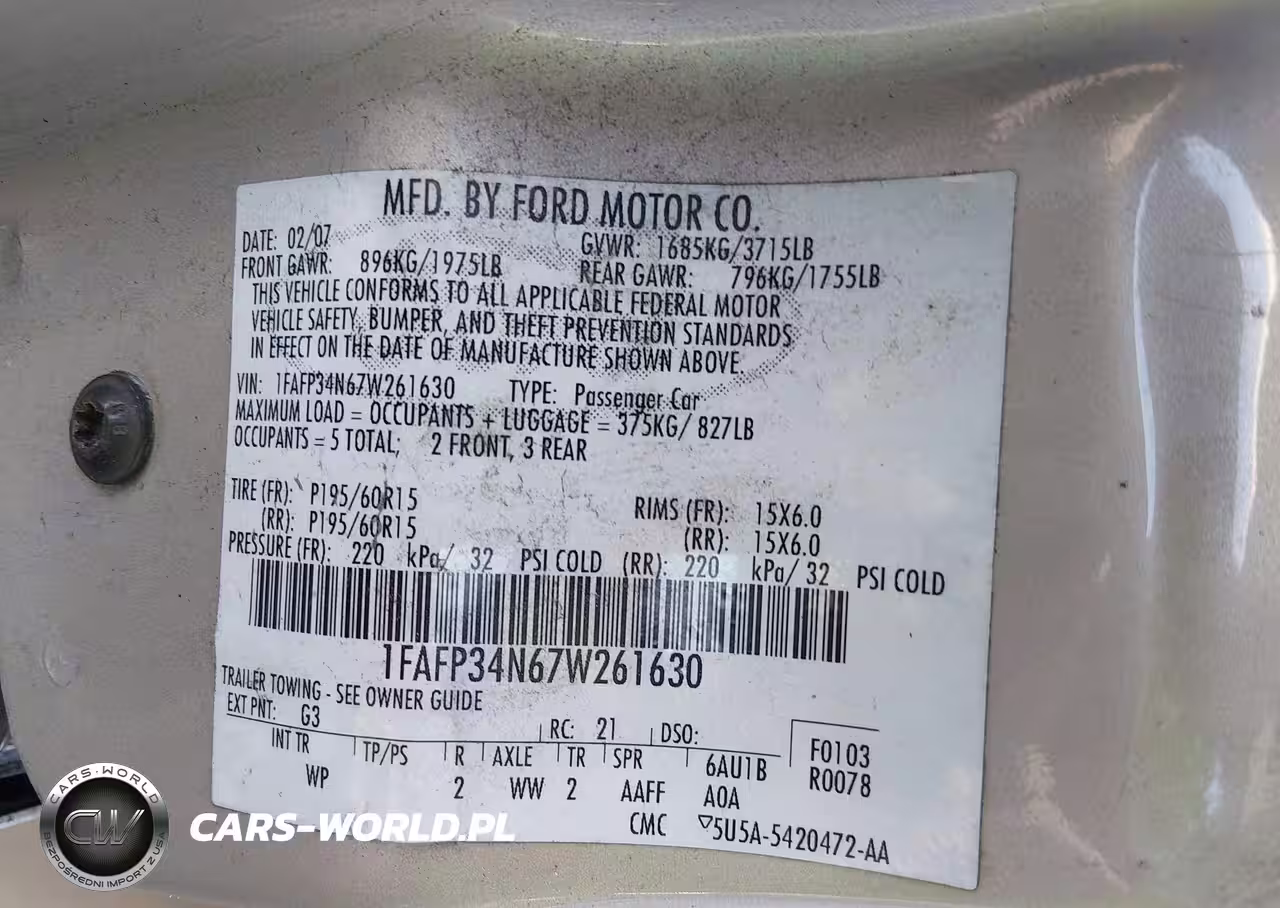 MFD. BY FORD MOTOR CO.
DATE: 02/07 GVWR: 1685KG/3715LB
FRONT GAWR: 896KG/1975LB REAR GAWR: 796KG/1755LB
THIS VEHICLE CONFORMS TO ALL APPLICABLE FEDERAL MOTOR
VEHICLE SAFETY, BUMPER, AND THEFT PREVENTION STANDARDS
IN EFFECT ON THE DATE OF MANUFACTURE SHOWN ABOVE.
VIN: 1FAFP34N67W261630 TYPE: Passenger Car
MAXIMUM LOAD = OCCUPANTS + LUGGAGE = 375KG/ 827LB
OCCUPANTS = 5 TOTAL; 2 FRONT, 3 REAR
TIRE (FR): P195/60R15 RIMS (FR): 15X6.0
(RR): P195/60R15 (RR): 15X6.0
PRESSURE (FR): 220 kPa/ 32 PSI COLD (RR): 220 kPa/ 32 PSI COLD
1FAFP34N67W261630
TRAILER TOWING - SEE OWNER GUIDE
EXT PNT: G3 RC: 21 DSO: F0103
INT TR TP/PS R AXLE TR SPR 6AU1B R0078
WP 2 WW 2 AAFF A0A
CMC ▽5U5A-5420472-AA
CARS-WORLD
CW
BEZPOŚREDNI IMPORT Z USA
CARS-WORLD.PL